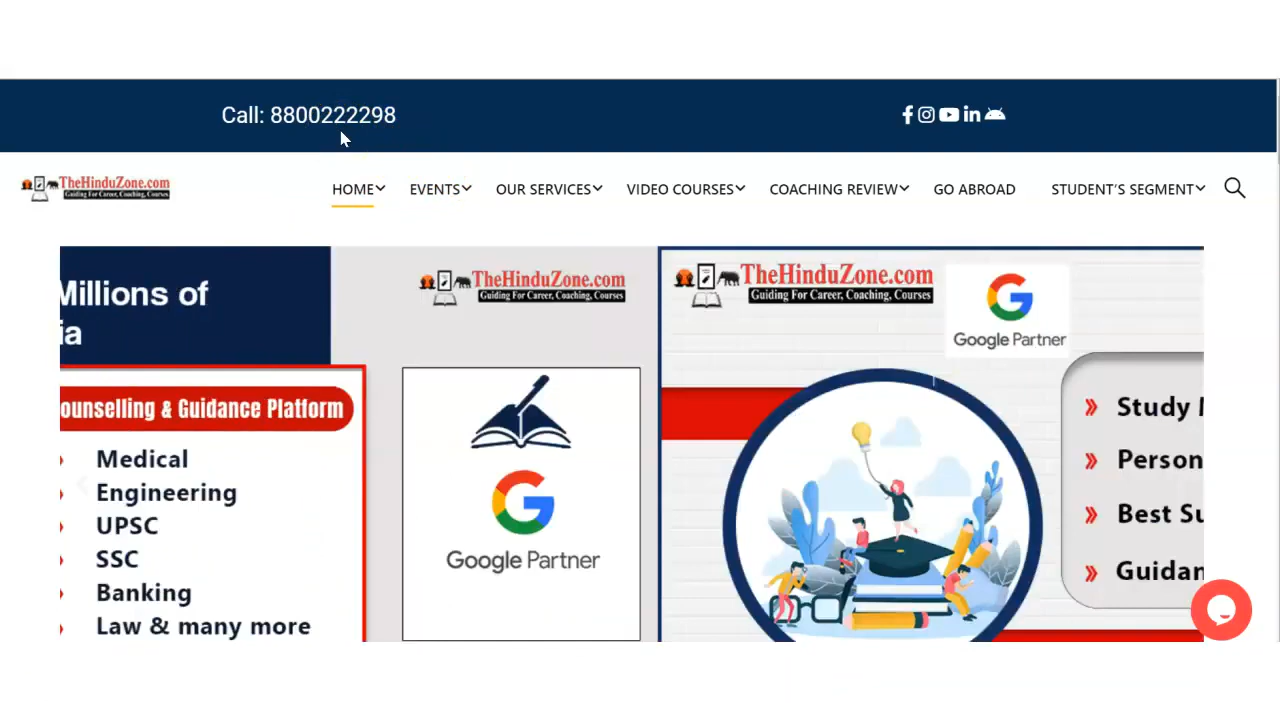 Call: 8800222298
TheHinduZone.com
Guiding For Career, Coaching, Courses
HOME EVENTS OUR SERVICES VIDEO COURSES COACHING REVIEW GO ABROAD STUDENT'S SEGMENT
Millions of
ia
ounselling & Guidance Platform
Medical
Engineering
UPSC
SSC
Banking
Law & many more
TheHinduZone.com
Guiding For Career, Coaching, Courses
Google Partner
TheHinduZone.com
Guiding For Career, Coaching, Courses
Google Partner
Study
Person
Best Su
Guidan